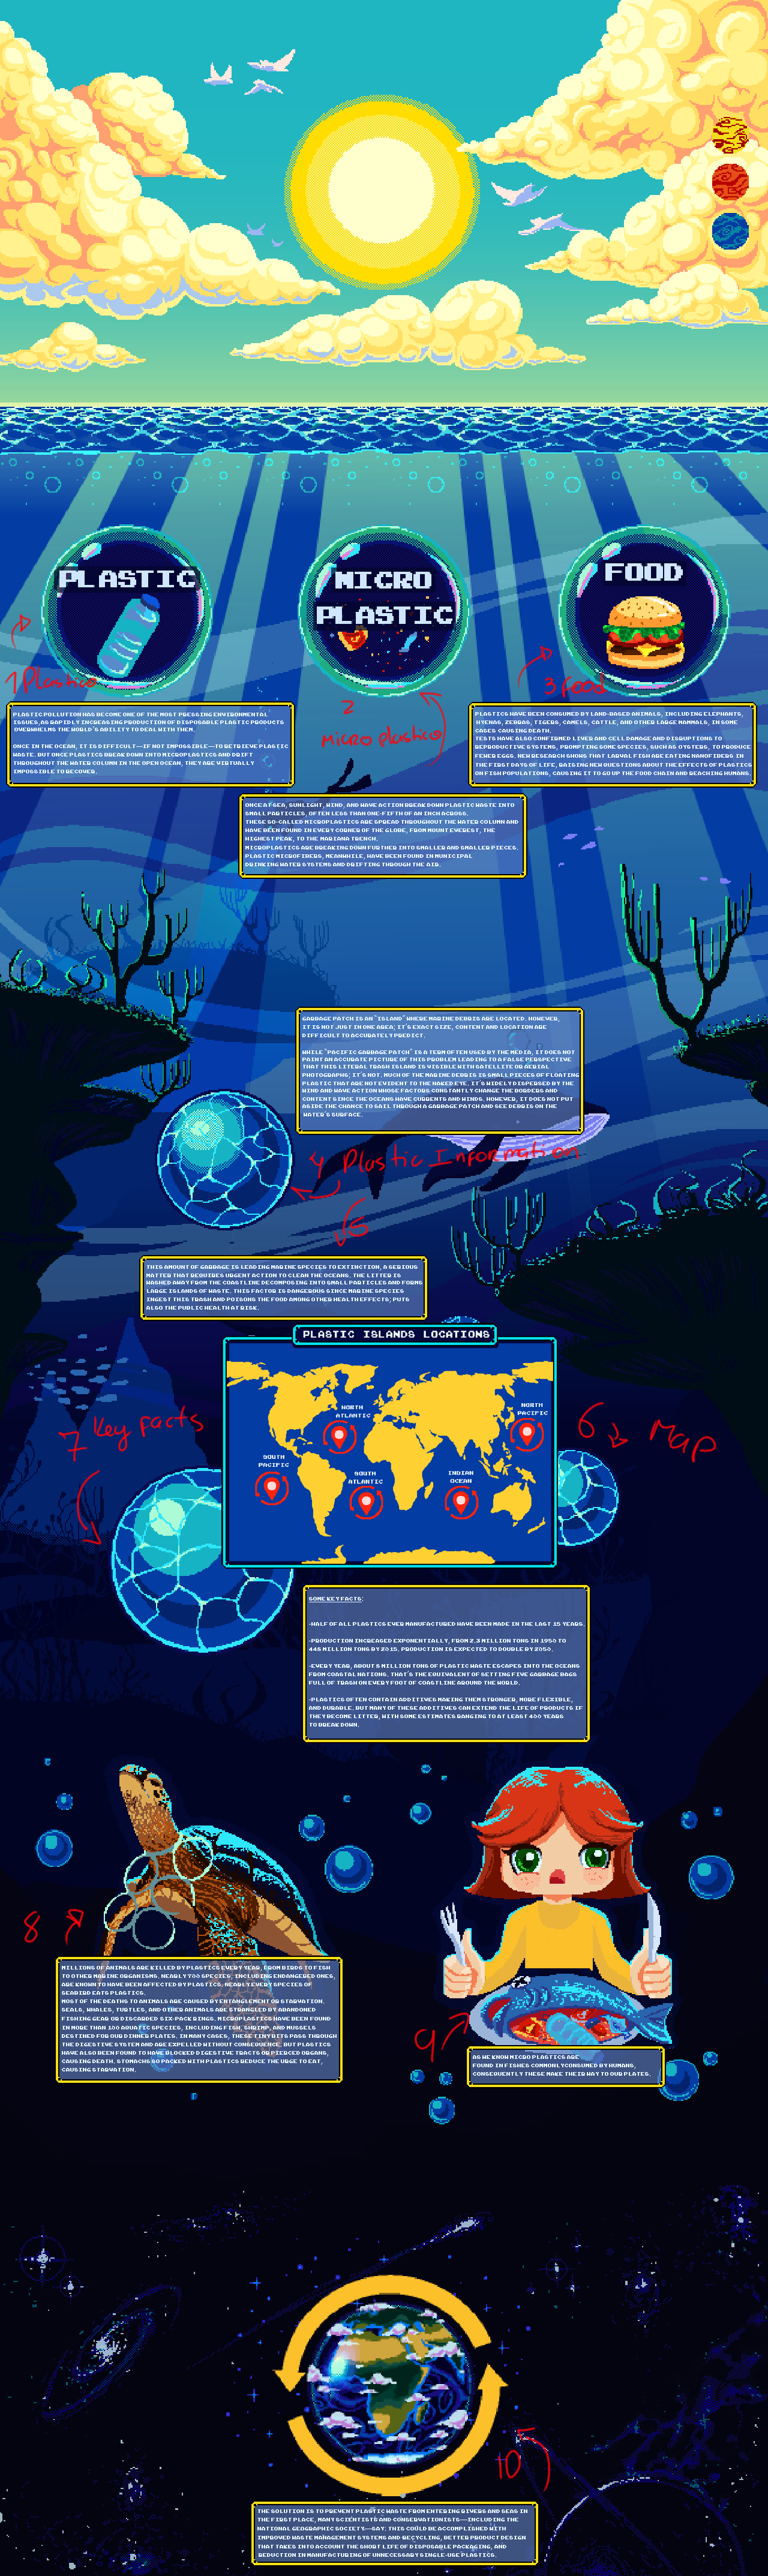 PLASTIC
MICRO
PLASTIC
FOOD
1 Plastico
2
Micro plastico
3 Food
PLASTIC POLLUTION HAS BECOME ONE OF THE MOST PRESSING ENVIRONMENTAL
ISSUES, AS RAPIDLY INCREASING PRODUCTION OF DISPOSABLE PLASTIC PRODUCTS
OVERWHELMS THE WORLD'S ABILITY TO DEAL WITH THEM.
ONCE IN THE OCEAN, IT IS DIFFICULT—IF NOT IMPOSSIBLE—TO RETRIEVE PLASTIC
WASTE. BUT ONCE PLASTICS BREAK DOWN INTO MICROPLASTICS AND DRIFT
THROUGHOUT THE WATER COLUMN IN THE OPEN OCEAN, THEY ARE VIRTUALLY
IMPOSSIBLE TO RECOVER.
PLASTICS HAVE BEEN CONSUMED BY LAND-BASED ANIMALS, INCLUDING ELEPHANTS,
HYENAS, ZEBRAS, TIGERS, CAMELS, CATTLE, AND OTHER LARGE MAMMALS, IN SOME
CASES CAUSING DEATH.
TESTS HAVE ALSO CONFIRMED LIVER AND CELL DAMAGE AND DISRUPTIONS TO
REPRODUCTIVE SYSTEMS, PROMPTING SOME SPECIES, SUCH AS OYSTERS, TO PRODUCE
FEWER EGGS. NEW RESEARCH SHOWS THAT LARVAL FISH ARE EATING NANOFIBERS IN
THE FIRST DAYS OF LIFE, RAISING NEW QUESTIONS ABOUT THE EFFECTS OF PLASTICS
ON FISH POPULATIONS, CAUSING IT TO GO UP THE FOOD CHAIN AND REACHING HUMANS.
ONCE AT SEA, SUNLIGHT, WIND, AND WAVE ACTION BREAK DOWN PLASTIC WASTE INTO
SMALL PARTICLES, OFTEN LESS THAN ONE-FIFTH OF AN INCH ACROSS.
THESE SO-CALLED MICROPLASTICS ARE SPREAD THROUGHOUT THE WATER COLUMN AND
HAVE BEEN FOUND IN EVERY CORNER OF THE GLOBE, FROM MOUNT EVEREST, THE
HIGHEST PEAK, TO THE MARIANA TRENCH.
MICROPLASTICS ARE BREAKING DOWN FURTHER INTO SMALLER AND SMALLER PIECES.
PLASTIC MICROFIBERS, MEANWHILE, HAVE BEEN FOUND IN MUNICIPAL
DRINKING WATER SYSTEMS AND DRIFTING THROUGH THE AIR.
GARBAGE PATCH IS AN "ISLAND" WHERE MARINE DEBRIS ARE LOCATED. HOWEVER,
IT IS NOT JUST IN ONE AREA; IT'S EXACT SIZE, CONTENT AND LOCATION ARE
DIFFICULT TO ACCURATELY PREDICT.
WHILE "PACIFIC GARBAGE PATCH" IS A TERM OFTEN USED BY THE MEDIA, IT DOES NOT
PAINT AN ACCURATE PICTURE OF THIS PROBLEM LEADING TO A FALSE PERSPECTIVE
THAT THIS LITERAL TRASH ISLAND IS VISIBLE WITH SATELLITE OR AERIAL
PHOTOGRAPHS; IT'S NOT. MUCH OF THE MARINE DEBRIS IS SMALL PIECES OF FLOATING
PLASTIC THAT ARE NOT EVIDENT TO THE NAKED EYE. IT'S WIDELY DISPERSED BY THE
WIND AND WAVE ACTION WHOSE FACTORS CONSTANTLY CHANGE THE BORDERS AND
CONTENT SINCE THE OCEANS HAVE CURRENTS AND WINDS. HOWEVER, IT DOES NOT PUT
ASIDE THE CHANCE TO SAIL THROUGH A GARBAGE PATCH AND SEE DEBRIS ON THE
WATER'S SURFACE.
4 Plastic Information
5
THIS AMOUNT OF GARBAGE IS LEADING MARINE SPECIES TO EXTINCTION, A SERIOUS
MATTER THAT REQUIRES URGENT ACTION TO CLEAN THE OCEANS. THE LITTER IS
WASHED AWAY FROM THE COASTLINE DECOMPOSING INTO SMALL PARTICLES AND FORMS
LARGE ISLANDS OF WASTE. THIS FACTOR IS DANGEROUS SINCE MARINE SPECIES
INGEST THIS TRASH AND POISONS THE FOOD AMONG OTHER HEALTH EFFECTS; PUTS
ALSO THE PUBLIC HEALTH AT RISK.
PLASTIC ISLANDS LOCATIONS
NORTH
ATLANTIC
NORTH
PACIFIC
SOUTH
PACIFIC
SOUTH
ATLANTIC
INDIAN
OCEAN
7 Key facts
6 Map
SOME KEY FACTS:
-HALF OF ALL PLASTICS EVER MANUFACTURED HAVE BEEN MADE IN THE LAST 15 YEARS.
-PRODUCTION INCREASED EXPONENTIALLY, FROM 2.3 MILLION TONS IN 1950 TO
448 MILLION TONS BY 2015. PRODUCTION IS EXPECTED TO DOUBLE BY 2050.
-EVERY YEAR, ABOUT 8 MILLION TONS OF PLASTIC WASTE ESCAPES INTO THE OCEANS
FROM COASTAL NATIONS. THAT'S THE EQUIVALENT OF SETTING FIVE GARBAGE BAGS
FULL OF TRASH ON EVERY FOOT OF COASTLINE AROUND THE WORLD.
-PLASTICS OFTEN CONTAIN ADDITIVES MAKING THEM STRONGER, MORE FLEXIBLE,
AND DURABLE. BUT MANY OF THESE ADDITIVES CAN EXTEND THE LIFE OF PRODUCTS IF
THEY BECOME LITTER, WITH SOME ESTIMATES RANGING TO AT LEAST 400 YEARS
TO BREAK DOWN.
8
MILLIONS OF ANIMALS ARE KILLED BY PLASTICS EVERY YEAR, FROM BIRDS TO FISH
TO OTHER MARINE ORGANISMS. NEARLY 700 SPECIES, INCLUDING ENDANGERED ONES,
ARE KNOWN TO HAVE BEEN AFFECTED BY PLASTICS. NEARLY EVERY SPECIES OF
SEABIRD EATS PLASTICS.
MOST OF THE DEATHS TO ANIMALS ARE CAUSED BY ENTANGLEMENT OR STARVATION.
SEALS, WHALES, TURTLES, AND OTHER ANIMALS ARE STRANGLED BY ABANDONED
FISHING GEAR OR DISCARDED SIX-PACK RINGS. MICROPLASTICS HAVE BEEN FOUND
IN MORE THAN 100 AQUATIC SPECIES, INCLUDING FISH, SHRIMP, AND MUSSELS
DESTINED FOR OUR DINNER PLATES. IN MANY CASES, THESE TINY BITS PASS THROUGH
THE DIGESTIVE SYSTEM AND ARE EXPELLED WITHOUT CONSEQUENCE. BUT PLASTICS
HAVE ALSO BEEN FOUND TO HAVE BLOCKED DIGESTIVE TRACTS OR PIERCED ORGANS,
CAUSING DEATH. STOMACHS SO PACKED WITH PLASTICS REDUCE THE URGE TO EAT,
CAUSING STARVATION.
9
AS WE KNOW MICRO PLASTICS ARE
FOUND IN FISHES COMMONLY CONSUMED BY HUMANS,
CONSEQUENTLY THESE MAKE THEIR WAY TO OUR PLATES.
10
THE SOLUTION IS TO PREVENT PLASTIC WASTE FROM ENTERING RIVERS AND SEAS IN
THE FIRST PLACE, MANY SCIENTISTS AND CONSERVATIONISTS—INCLUDING THE
NATIONAL GEOGRAPHIC SOCIETY—SAY; THIS COULD BE ACCOMPLISHED WITH
IMPROVED WASTE MANAGEMENT SYSTEMS AND RECYCLING, BETTER PRODUCT DESIGN
THAT TAKES INTO ACCOUNT THE SHORT LIFE OF DISPOSABLE PACKAGING, AND
REDUCTION IN MANUFACTURING OF UNNECESSARY SINGLE-USE PLASTICS.